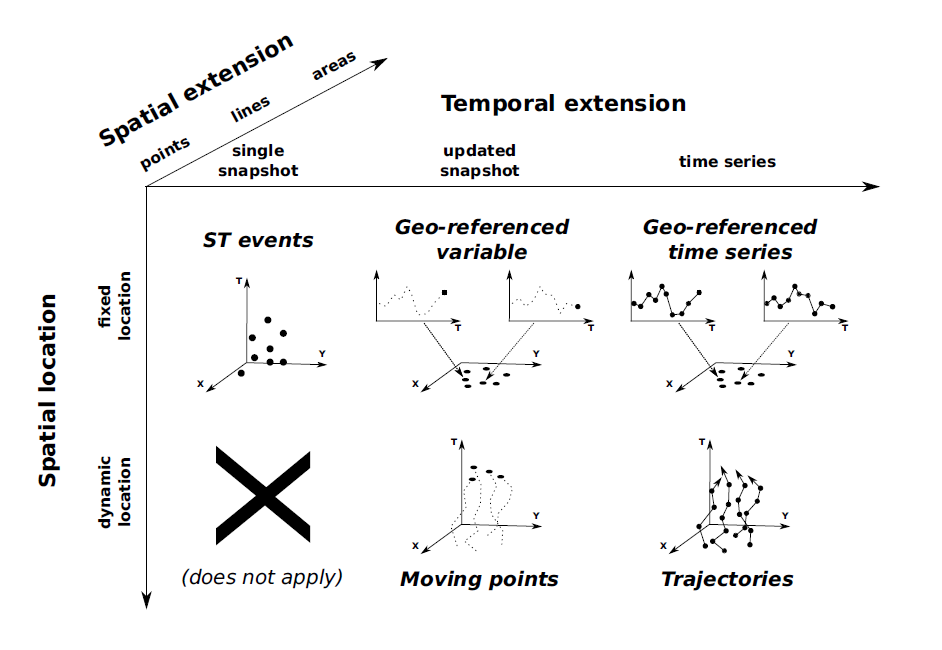 Spatial extension
points
lines
areas
Temporal extension
single
snapshot
updated
snapshot
time series
Spatial location
fixed
location
dynamic
location
ST events
T
Y
X
Geo-referenced
variable
T
T
Y
X
Geo-referenced
time series
T
T
Y
X
(does not apply)
T
Y
X
Moving points
T
Y
X
Trajectories